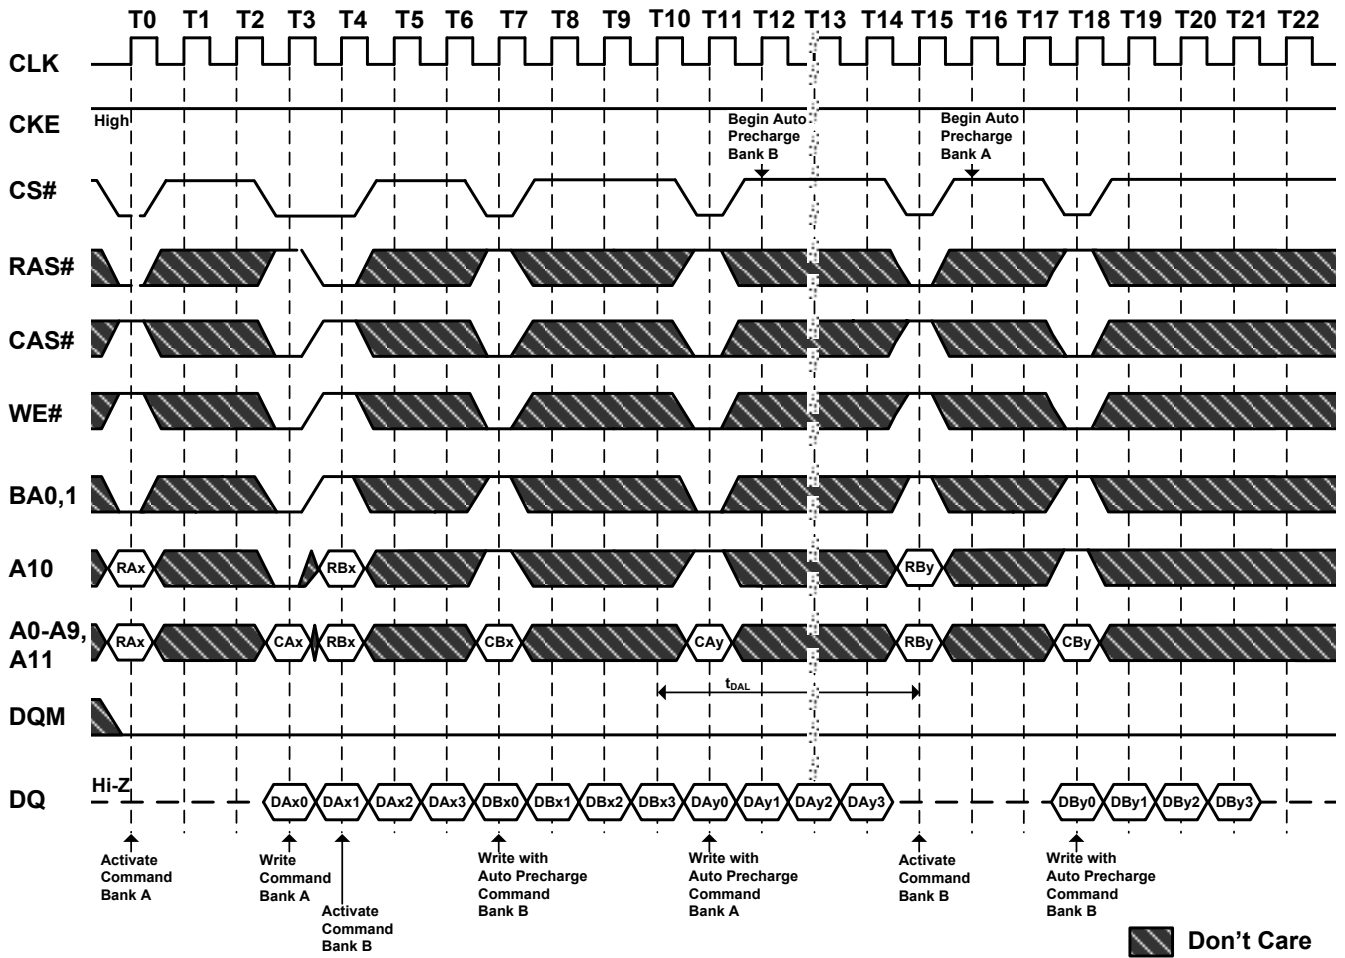 T0 T1 T2 T3 T4 T5 T6 T7 T8 T9 T10 T11 T12 T13 T14 T15 T16 T17 T18 T19 T20 T21 T22
CLK
CKE
High
Begin Auto
Precharge
Bank B
Begin Auto
Precharge
Bank A
CS#
RAS#
CAS#
WE#
BA0,1
A10
RAx RBx RBy
A0-A9,
A11
RAx CAx RBx CBx CAy RBy CBy
tDAL
DQM
DQ
Hi-Z
DAx0 DAx1 DAx2 DAx3 DBx0 DBx1 DBx2 DBx3 DAy0 DAy1 DAy2 DAy3 DBy0 DBy1 DBy2 DBy3
Activate
Command
Bank A
Write
Command
Bank A
Activate
Command
Bank B
Write with
Auto Precharge
Command
Bank B
Write with
Auto Precharge
Command
Bank A
Activate
Command
Bank B
Write with
Auto Precharge
Command
Bank B
Don't Care